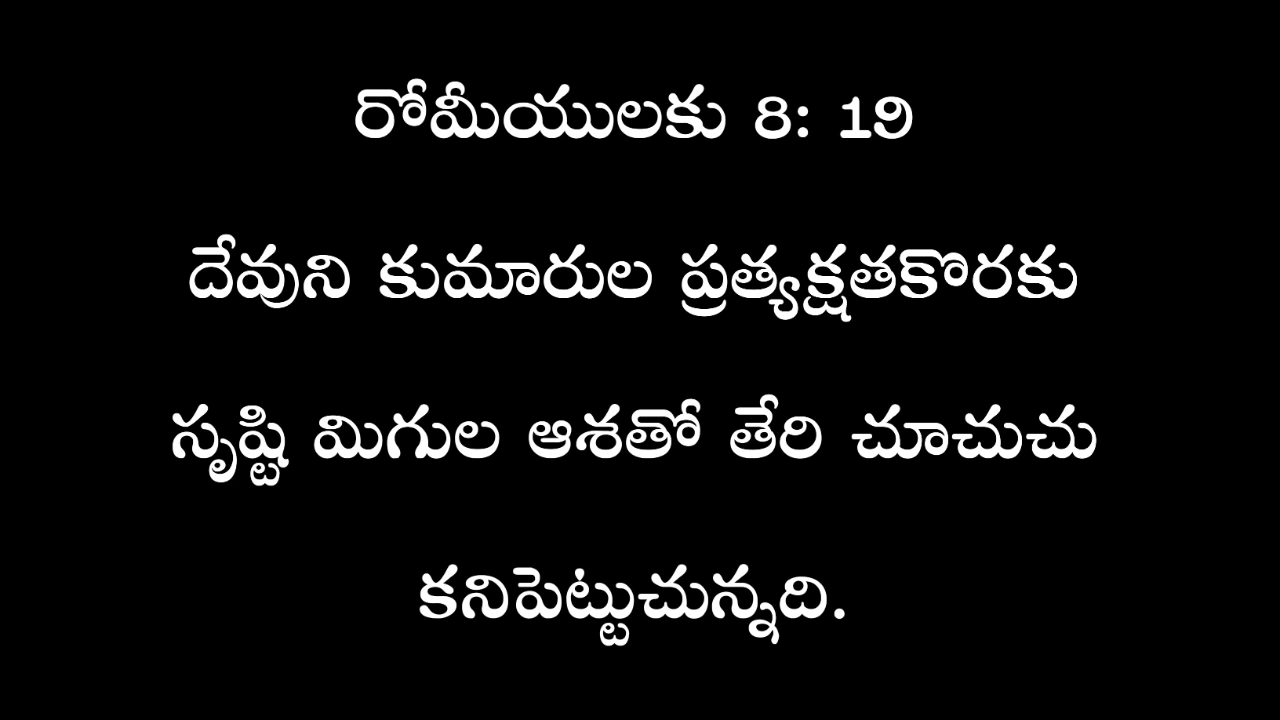 రోమీయులకు 8: 19
దేవుని కుమారుల ప్రత్యక్షతకొరకు
సృష్టి మిగుల ఆశతో తేరి చూచుచు
కనిపెట్టుచున్నది.